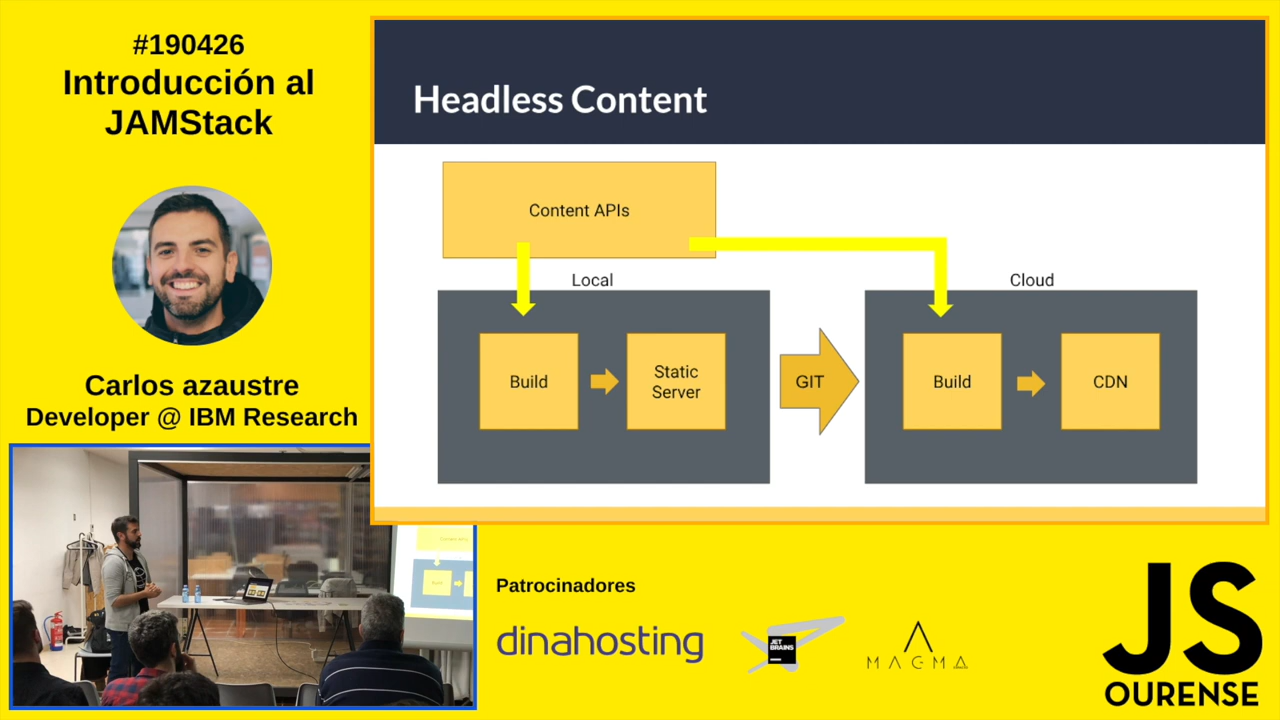 #190426
Introducción al
JAMStack
Carlos azaustre
Developer @ IBM Research
Headless Content
Content APIs
Local
Cloud
Build
Static
Server
GIT
Build
CDN
Patrocinadores
dinahosting
JET
BRAINS
MAGMA
JS
OURENSE